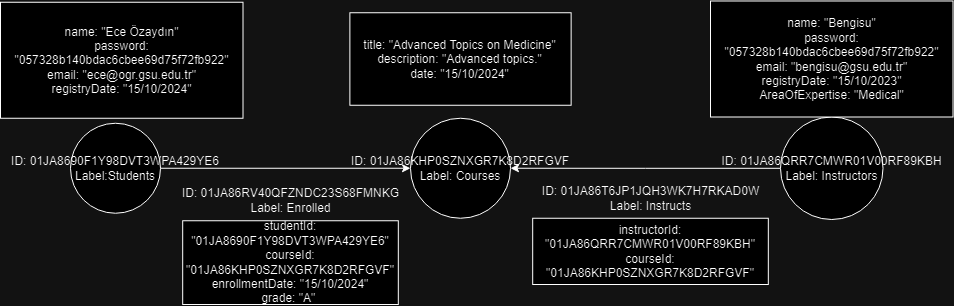 name: "Ece Özaydın"
password:
"057328b140bdac6cbee69d75f72fb922"
email: "ece@ogr.gsu.edu.tr"
registryDate: "15/10/2024"
title: "Advanced Topics on Medicine"
description: "Advanced topics."
date: "15/10/2024"
name: "Bengisu"
password:
"057328b140bdac6cbee69d75f72fb922"
email: "bengisu@gsu.edu.tr"
registryDate: "15/10/2023"
AreaOfExpertise: "Medical"
ID: 01JA8690F1Y98DVT3WPA429YE6
Label:Students
ID: 01JA86KHP0SZNXGR7K8D2RFGVF
Label: Courses
ID: 01JA86QRR7CMWR01V00RF89KBH
Label:Instructors
ID: 01JA86RV40QFZNDC23S68FMNKG
Label: Enrolled
studentId:
"01JA8690F1Y98DVT3WPA429YE6"
courseId:
"01JA86KHP0SZNXGR7K8D2RFGVF"
enrollmentDate: "15/10/2024"
grade: "A"
ID: 01JA86T6JP1JQH3WK7H7RKAD0W
Label: Instructs
instructorId:
"01JA86QRR7CMWR01V00RF89KBH"
courseId:
"01JA86KHP0SZNXGR7K8D2RFGVF"